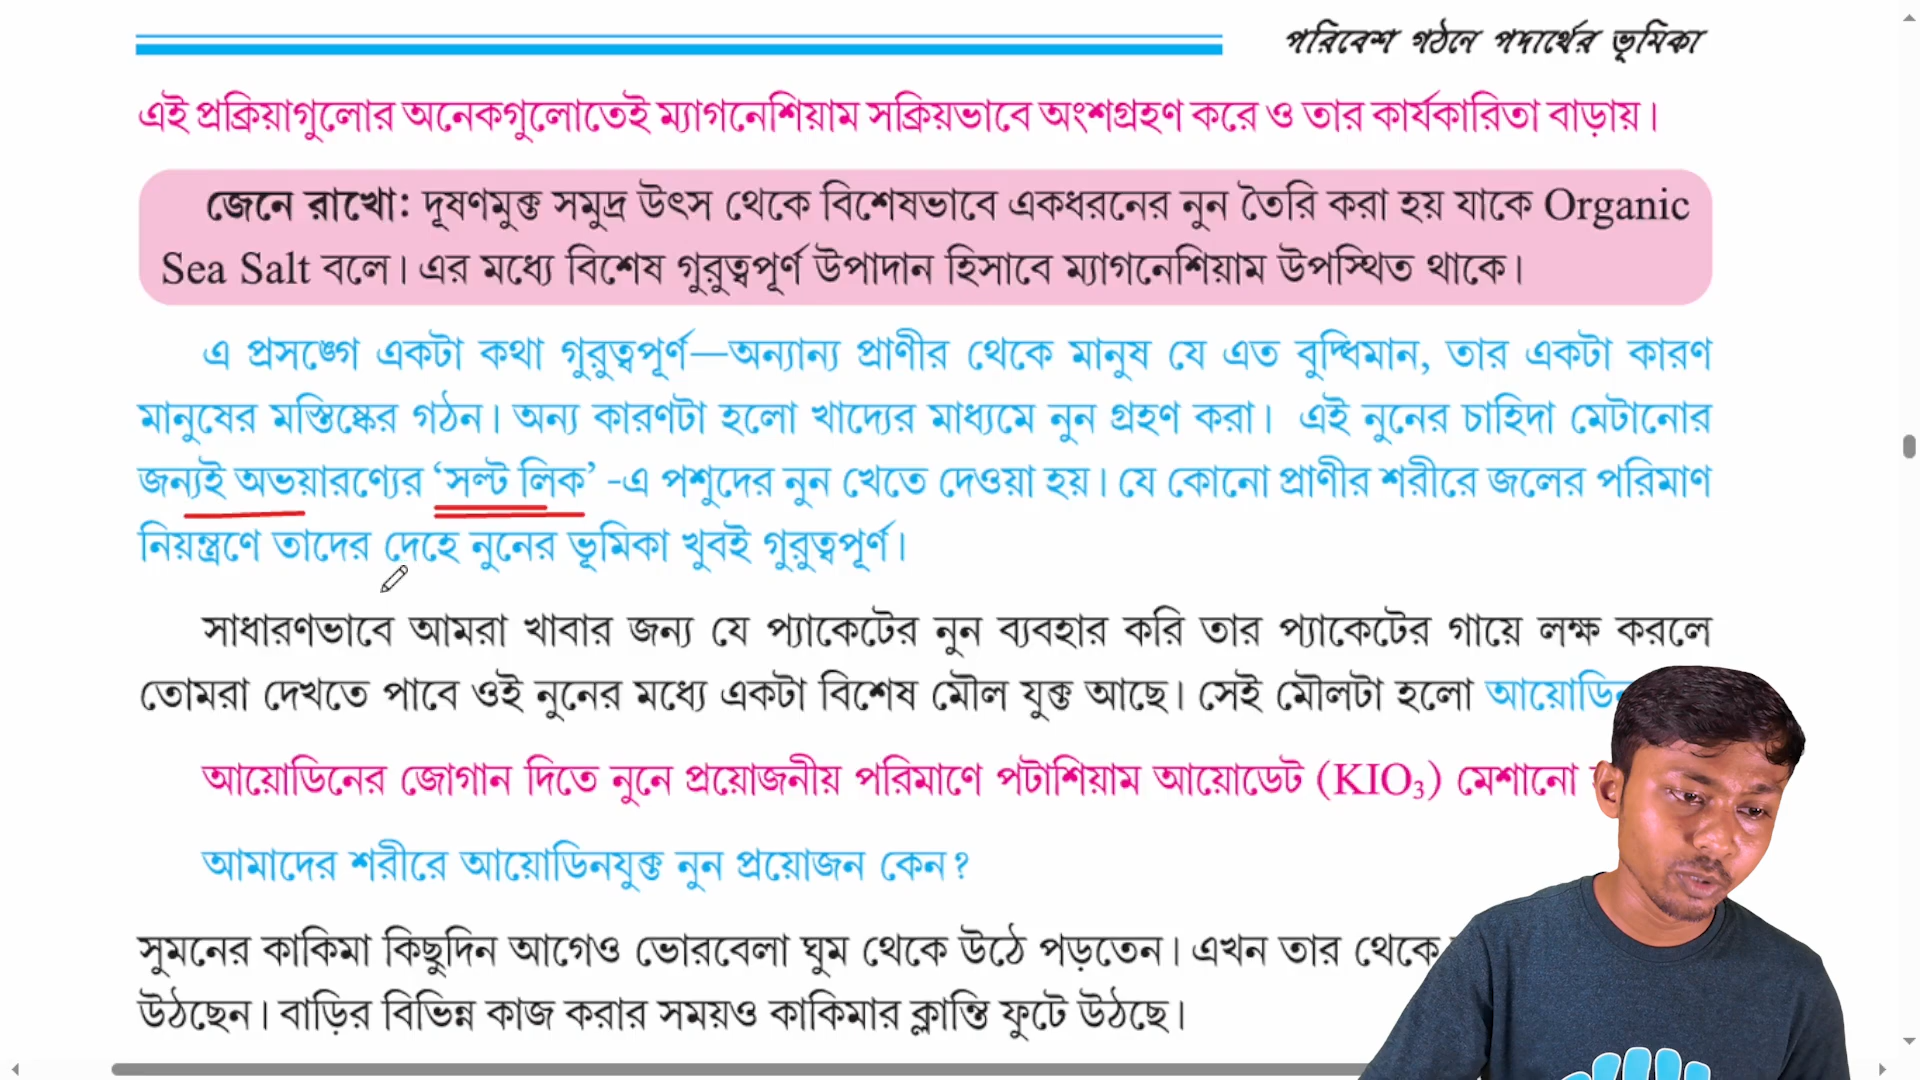 পরিবেশ গঠনে পদার্থের ভূমিকা
এই প্রক্রিয়াগুলোর অনেকগুলোতেই ম্যাগনেশিয়াম সক্রিয়ভাবে অংশগ্রহণ করে ও তার কার্যকারিতা বাড়ায়।
জেনে রাখো: দূষণমুক্ত সমুদ্র উৎস থেকে বিশেষভাবে একধরনের নুন তৈরি করা হয় যাকে Organic
Sea Salt বলে। এর মধ্যে বিশেষ গুরুত্বপূর্ণ উপাদান হিসাবে ম্যাগনেশিয়াম উপস্থিত থাকে।
এ প্রসঙ্গে একটা কথা গুরুত্বপূর্ণ—অন্যান্য প্রাণীর থেকে মানুষ যে এত বুদ্ধিমান, তার একটা কারণ
মানুষের মস্তিষ্কের গঠন। অন্য কারণটা হলো খাদ্যের মাধ্যমে নুন গ্রহণ করা। এই নুনের চাহিদা মেটানোর
জন্যই অভয়ারণ্যের ‘সল্ট লিক’ -এ পশুদের নুন খেতে দেওয়া হয়। যে কোনো প্রাণীর শরীরে জলের পরিমাণ
নিয়ন্ত্রণে তাদের দেহে নুনের ভূমিকা খুবই গুরুত্বপূর্ণ।
সাধারণভাবে আমরা খাবার জন্য যে প্যাকেটের নুন ব্যবহার করি তার প্যাকেটের গায়ে লক্ষ করলে
তোমরা দেখতে পাবে ওই নুনের মধ্যে একটা বিশেষ মৌল যুক্ত আছে। সেই মৌলটা হলো আয়োডিন
আয়োডিনের জোগান দিতে নুনে প্রয়োজনীয় পরিমাণে পটাশিয়াম আয়োডেট (KIO₃) মেশানো
আমাদের শরীরে আয়োডিনযুক্ত নুন প্রয়োজন কেন?
সুমনের কাকিমা কিছুদিন আগেও ভোরবেলা ঘুম থেকে উঠে পড়তেন। এখন তার থেকে
উঠছেন। বাড়ির বিভিন্ন কাজ করার সময়ও কাকিমার ক্লান্তি ফুটে উঠছে।